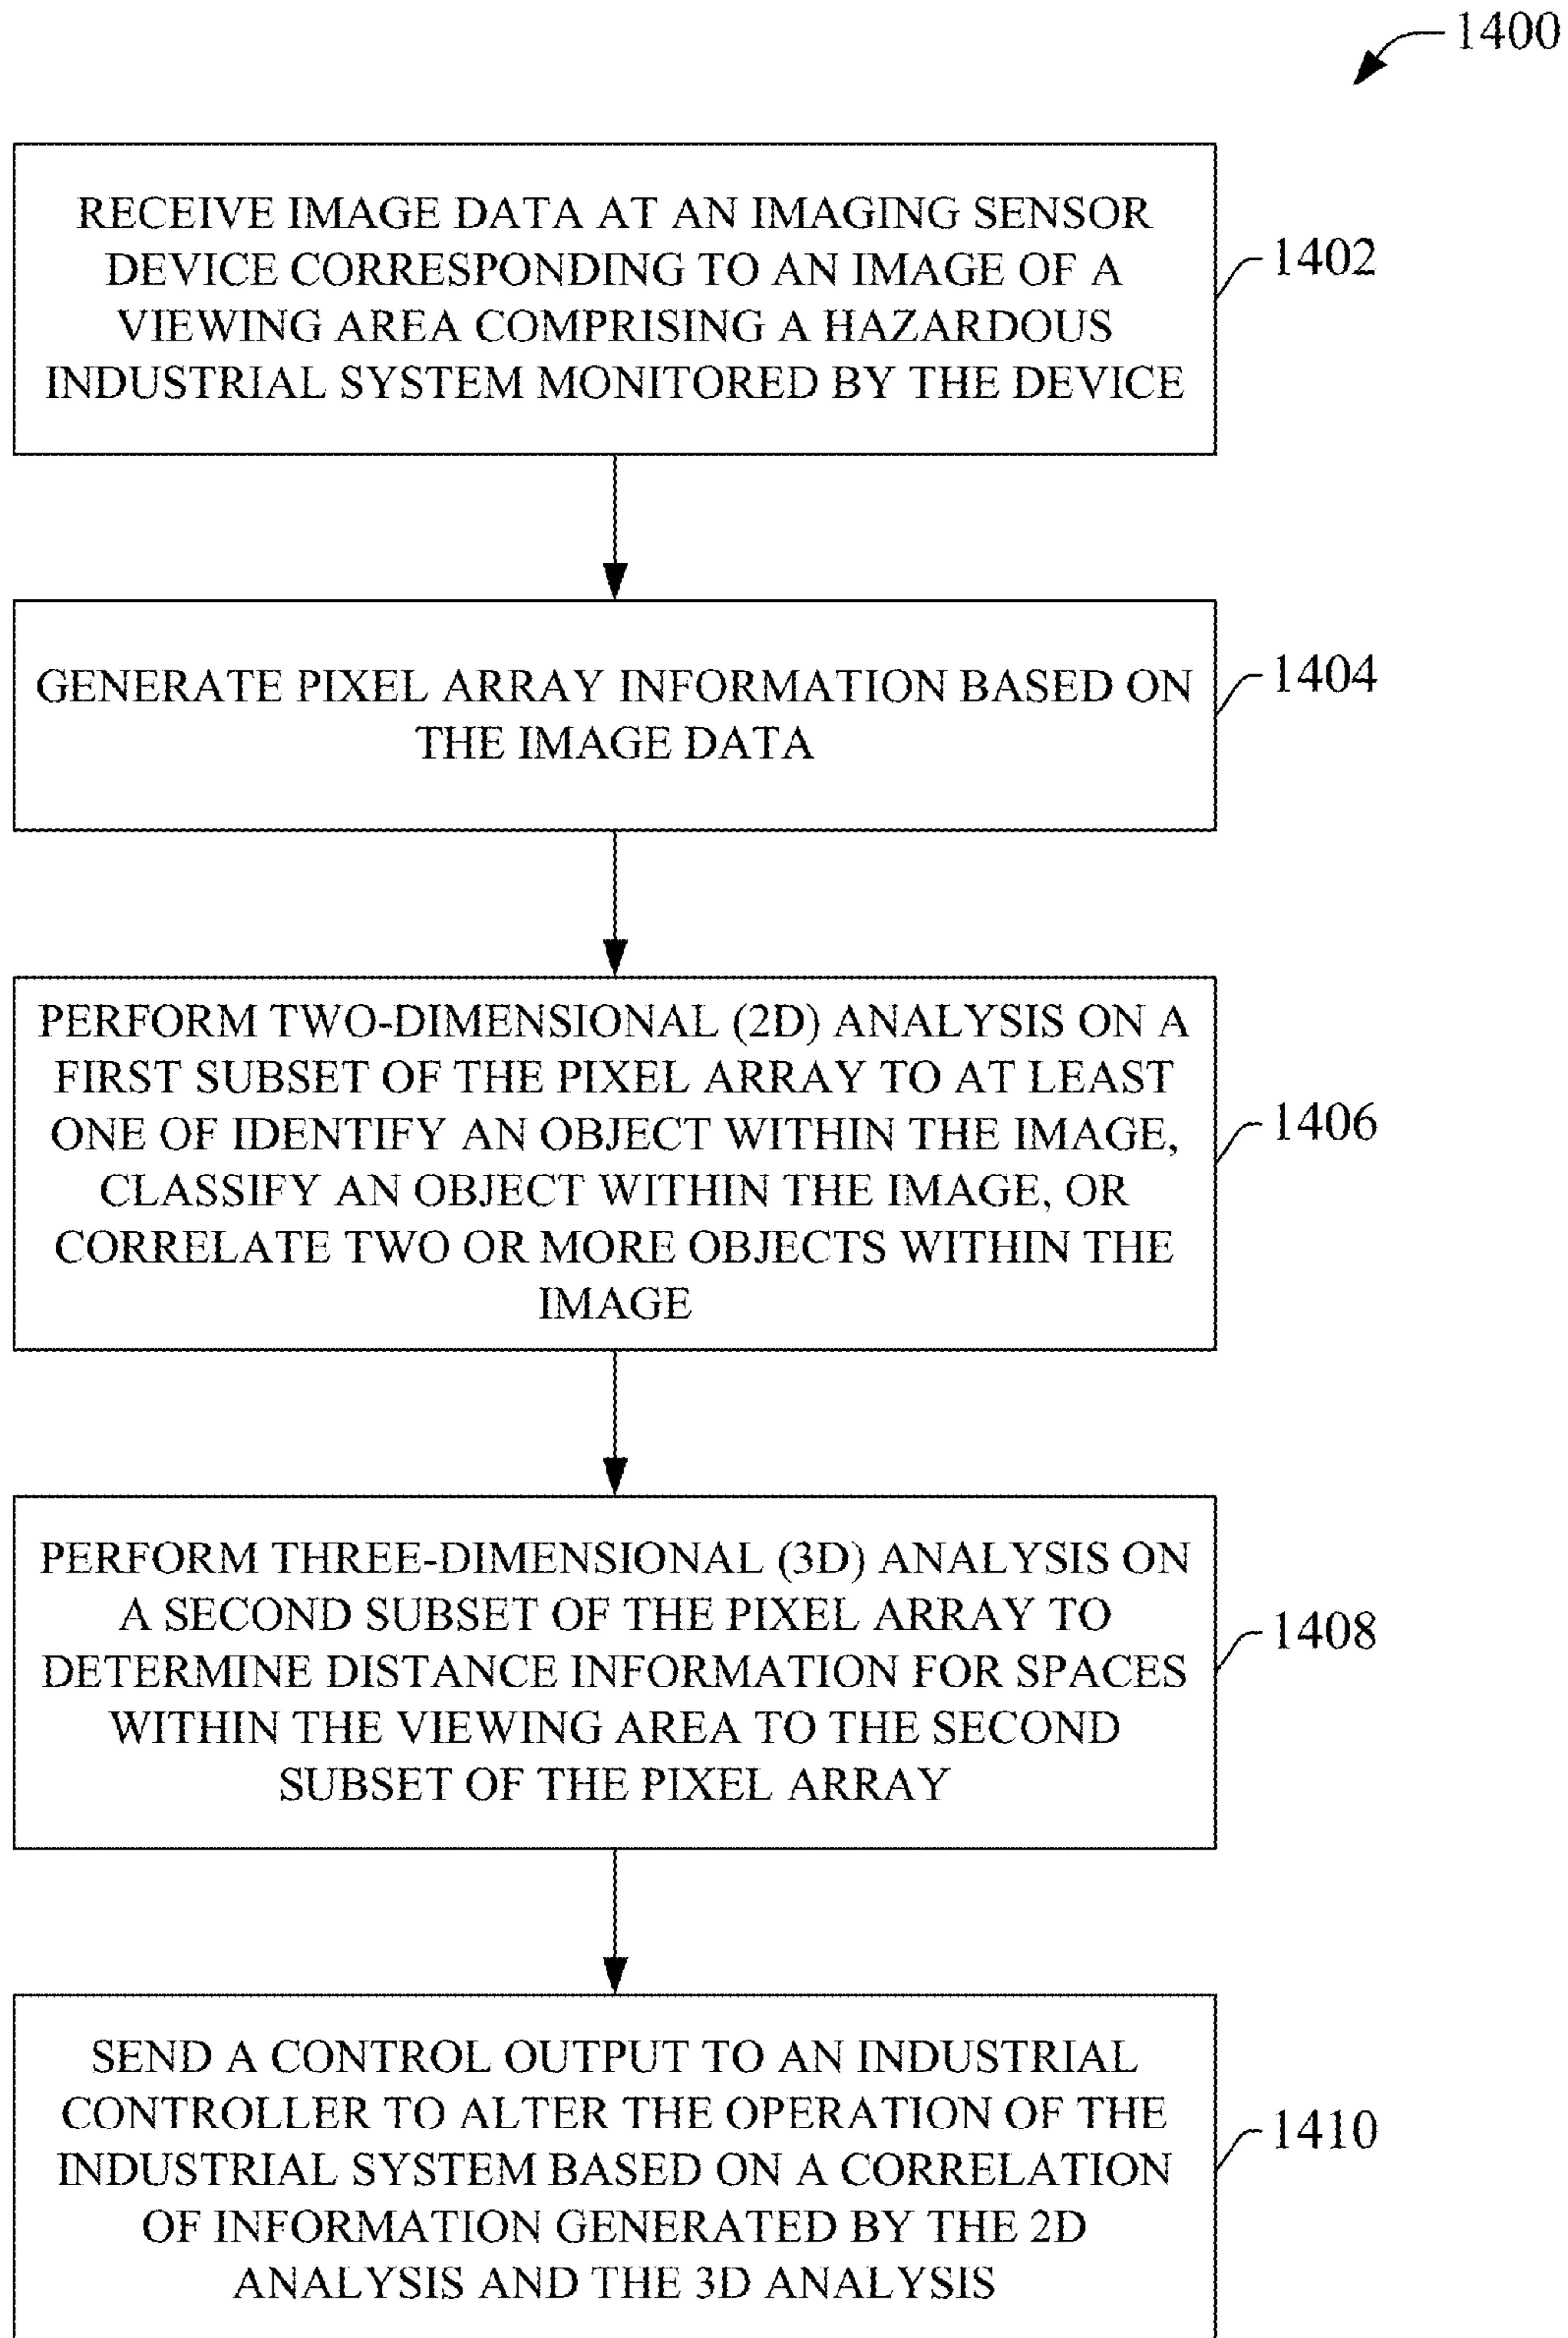 1400
RECEIVE IMAGE DATA AT AN IMAGING SENSOR
DEVICE CORRESPONDING TO AN IMAGE OF A
VIEWING AREA COMPRISING A HAZARDOUS
INDUSTRIAL SYSTEM MONITORED BY THE DEVICE
1402
GENERATE PIXEL ARRAY INFORMATION BASED ON
THE IMAGE DATA
1404
PERFORM TWO-DIMENSIONAL (2D) ANALYSIS ON A
FIRST SUBSET OF THE PIXEL ARRAY TO AT LEAST
ONE OF IDENTIFY AN OBJECT WITHIN THE IMAGE,
CLASSIFY AN OBJECT WITHIN THE IMAGE, OR
CORRELATE TWO OR MORE OBJECTS WITHIN THE
IMAGE
1406
PERFORM THREE-DIMENSIONAL (3D) ANALYSIS ON
A SECOND SUBSET OF THE PIXEL ARRAY TO
DETERMINE DISTANCE INFORMATION FOR SPACES
WITHIN THE VIEWING AREA TO THE SECOND
SUBSET OF THE PIXEL ARRAY
1408
SEND A CONTROL OUTPUT TO AN INDUSTRIAL
CONTROLLER TO ALTER THE OPERATION OF THE
INDUSTRIAL SYSTEM BASED ON A CORRELATION
OF INFORMATION GENERATED BY THE 2D
ANALYSIS AND THE 3D ANALYSIS
1410